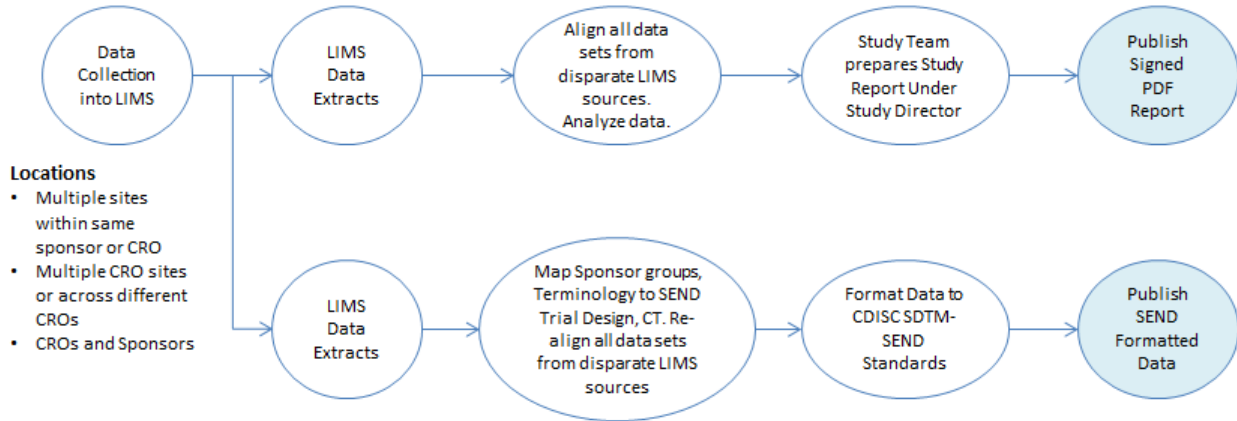 Data
Collection
into LIMS
LIMS
Data
Extracts
Align all data
sets from
disparate LIMS
sources.
Analyze data.
Study Team
prepares Study
Report Under
Study Director
Publish
Signed
PDF
Report
Locations
• Multiple sites
within same
sponsor or CRO
• Multiple CRO sites
or across different
CROs
• CROs and Sponsors
LIMS
Data
Extracts
Map Sponsor groups,
Terminology to SEND
Trial Design, CT. Re-
align all data sets
from disparate LIMS
sources
Format Data to
CDISC SDTM-
SEND
Standards
Publish
SEND
Formatted
Data